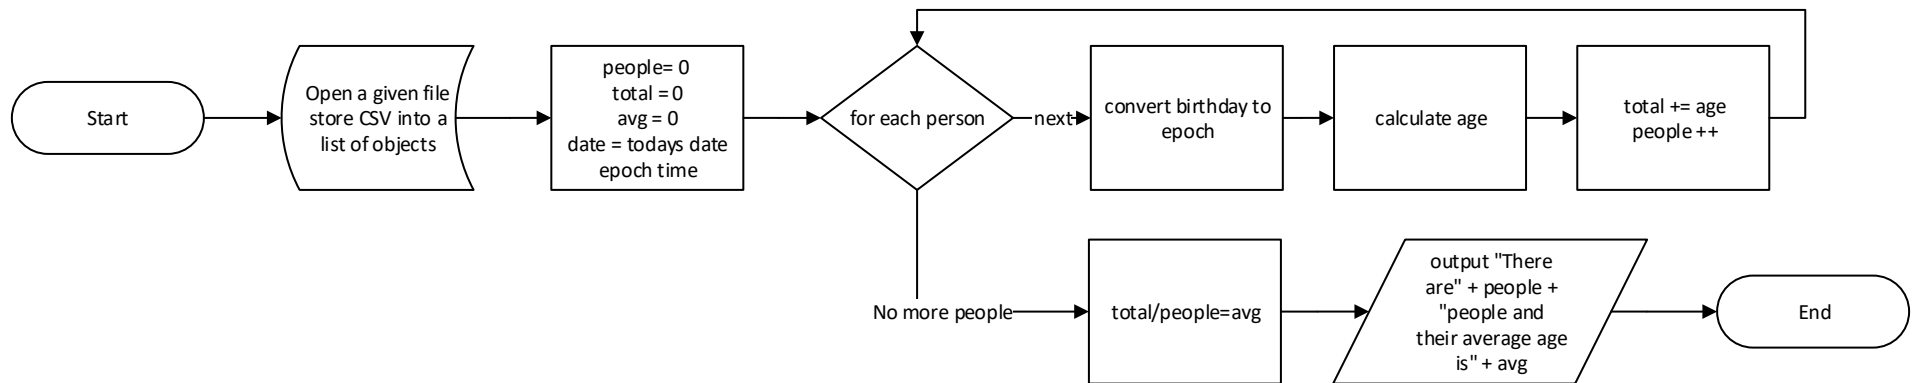 Start
Open a given file
store CSV into a
list of objects
people= 0
total = 0
avg = 0
date = todays date
epoch time
for each person
next
convert birthday to
epoch
calculate age
total += age
people ++
No more people
total/people=avg
output "There
are" + people +
"people and
their average age
is" + avg
End